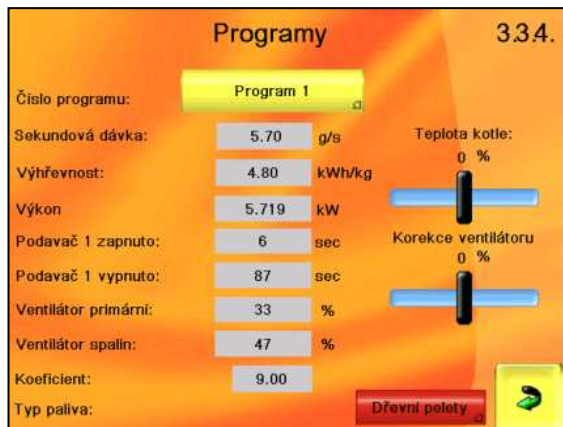 Programy 3.3.4.
Číslo programu: Program 1
Sekundová dávka: 5.70 g/s Teplota kotle:
0 %
Výhřevnost: 4.80 kWh/kg
Výkon 5.719 kW
Podavač 1 zapnuto: 6 sec Korekce ventilátoru
0 %
Podavač 1 vypnuto: 87 sec
Ventilátor primární: 33 %
Ventilátor spalin: 47 %
Koeficient: 9.00
Typ paliva: Dřevní pelety